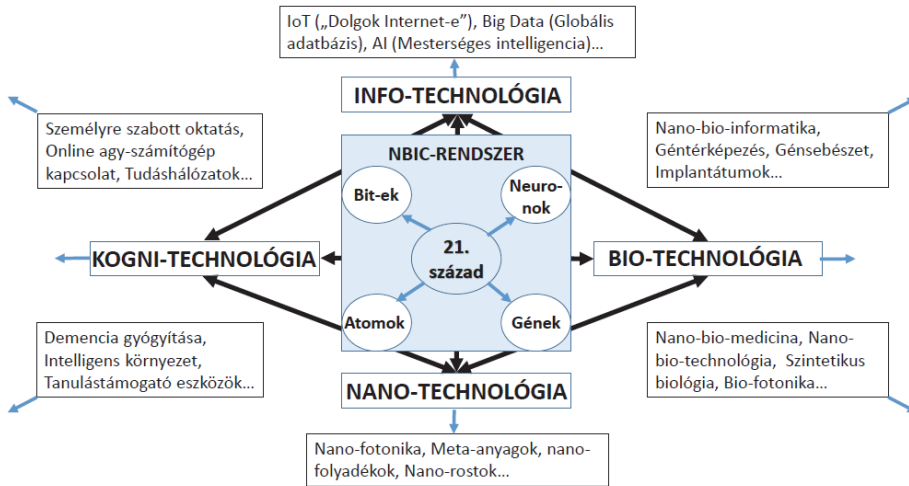 IoT („Dolgok Internet-e”), Big Data (Globális
adatbázis), AI (Mesterséges intelligencia)...
INFO-TECHNOLÓGIA
Személyre szabott oktatás,
Online agy-számítógép
kapcsolat, Tudáshálózatok...
Nano-bio-informatika,
Géntérképezés, Génsebészet,
Implantátumok...
NBIC-RENDSZER
Bit-ek
Neuro-
nok
21.
század
KOGNI-TECHNOLÓGIA
BIO-TECHNOLÓGIA
Atomok
Gének
Demencia gyógyítása,
Intelligens környezet,
Tanulástámogató eszközök...
Nano-bio-medicina, Nano-
bio-technológia, Szintetikus
biológia, Bio-fotonika...
NANO-TECHNOLÓGIA
Nano-fotonika, Meta-anyagok, nano-
folyadékok, Nano-rostok...